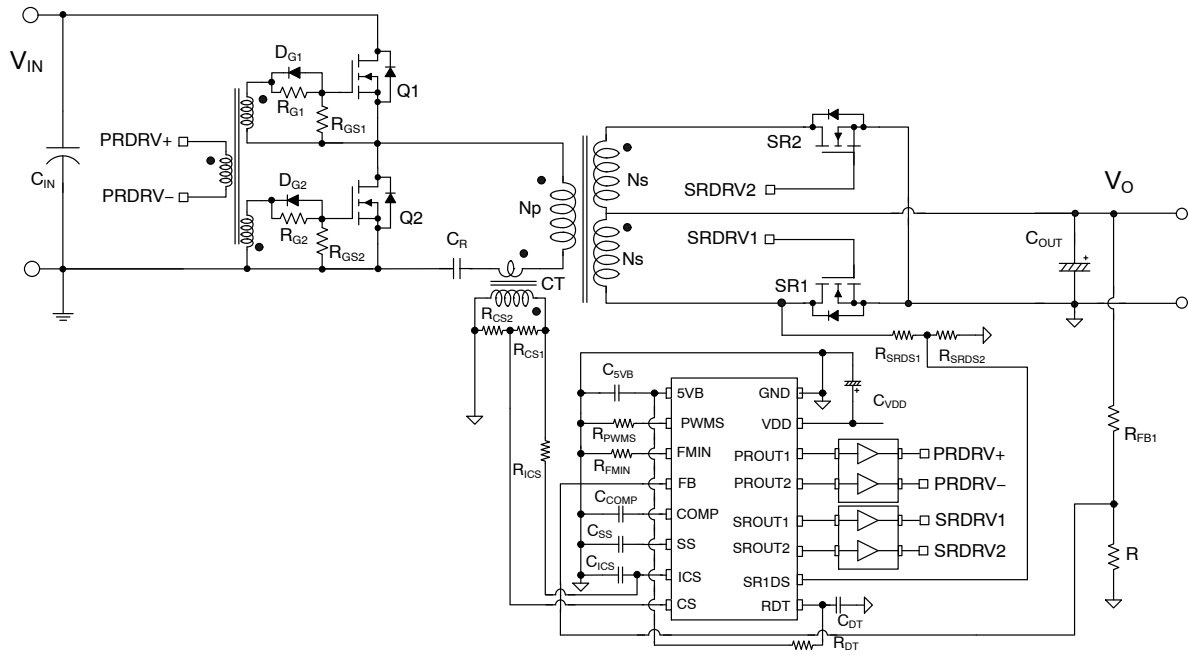 V_IN
C_IN
PRDRV+
PRDRV−
D_G1
R_G1
R_GS1
Q1
D_G2
R_G2
R_GS2
Q2
C_R
CT
Np
Ns
Ns
SR2
SRDRV2
SRDRV1
SR1
V_O
C_OUT
R_CS2
R_CS1
R_ICS
R_SRDS1
R_SRDS2
R_FB1
R
C_5VB
R_PWMS
R_FMIN
C_COMP
C_SS
C_ICS
5VB
PWMS
FMIN
FB
COMP
SS
ICS
CS
GND
VDD
PROUT1
PROUT2
SROUT1
SROUT2
SR1DS
RDT
C_VDD
PRDRV+
PRDRV−
SRDRV1
SRDRV2
C_DT
R_DT